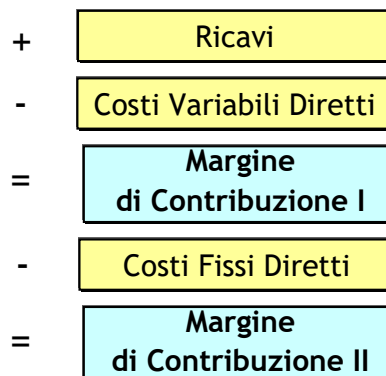 + Ricavi
- Costi Variabili Diretti
= Margine
di Contribuzione I
- Costi Fissi Diretti
= Margine
di Contribuzione II